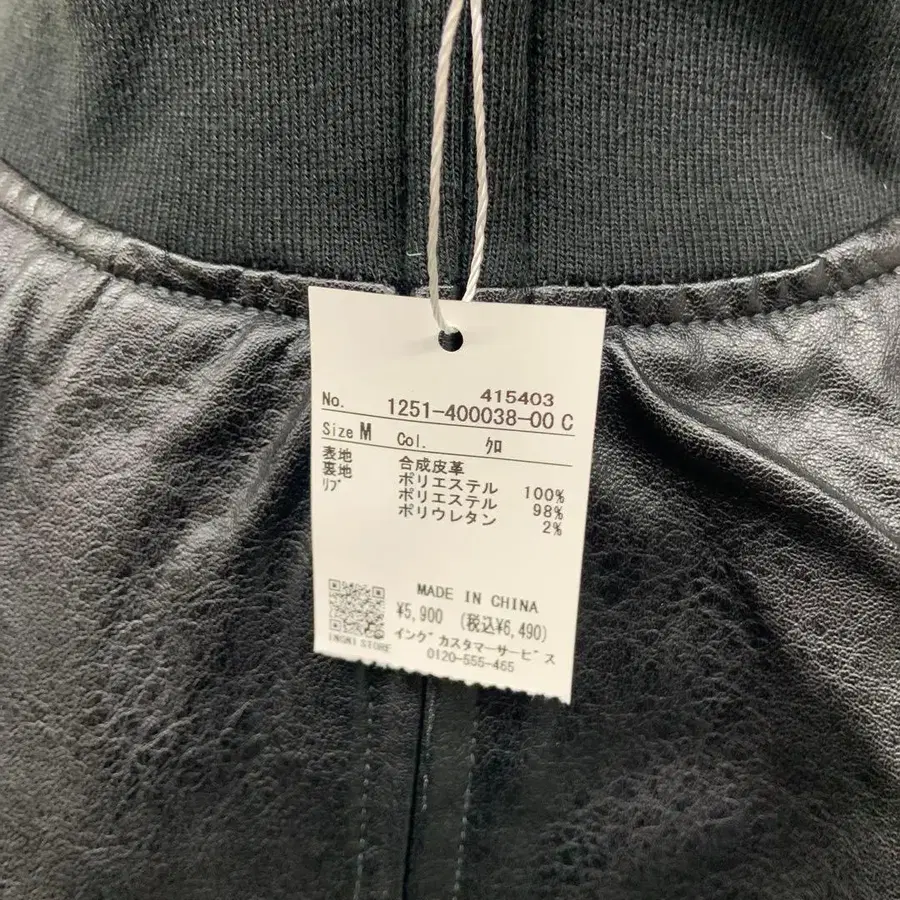 415403
No. 1251-400038-00 C
Size M Col. ｸﾛ
表地 合成皮革
裏地 ポリエステル 100%
ﾘﾌﾞ ポリエステル 98%
ポリウレタン 2%
MADE IN CHINA
¥5,900 (税込¥6,490)
INGNI STORE
イングカスタマーサービス
0120-555-465